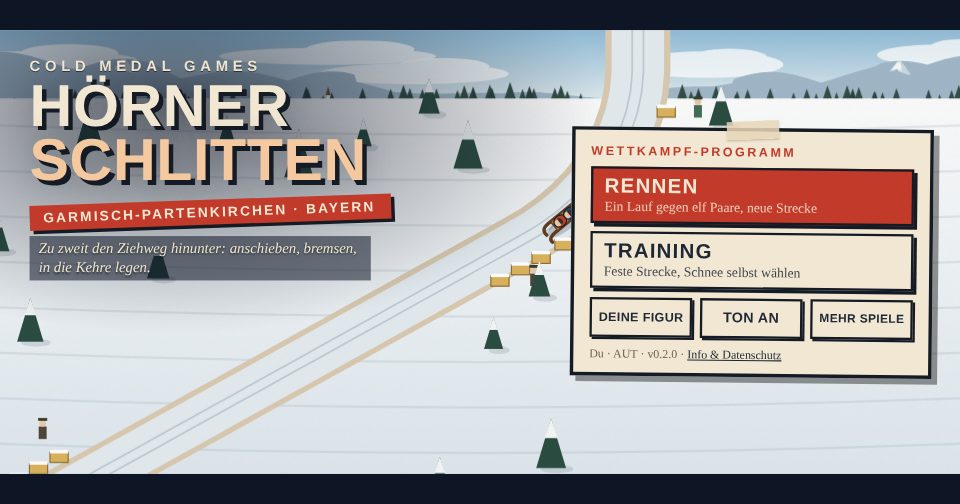 COLD MEDAL GAMES
HÖRNER
SCHLITTEN
GARMISCH-PARTENKIRCHEN · BAYERN
Zu zweit den Ziehweg hinunter: anschieben, bremsen,
in die Kehre legen.
WETTKAMPF-PROGRAMM
RENNEN
Ein Lauf gegen elf Paare, neue Strecke
TRAINING
Feste Strecke, Schnee selbst wählen
DEINE FIGUR
TON AN
MEHR SPIELE
Du · AUT · v0.2.0 · Info & Datenschutz